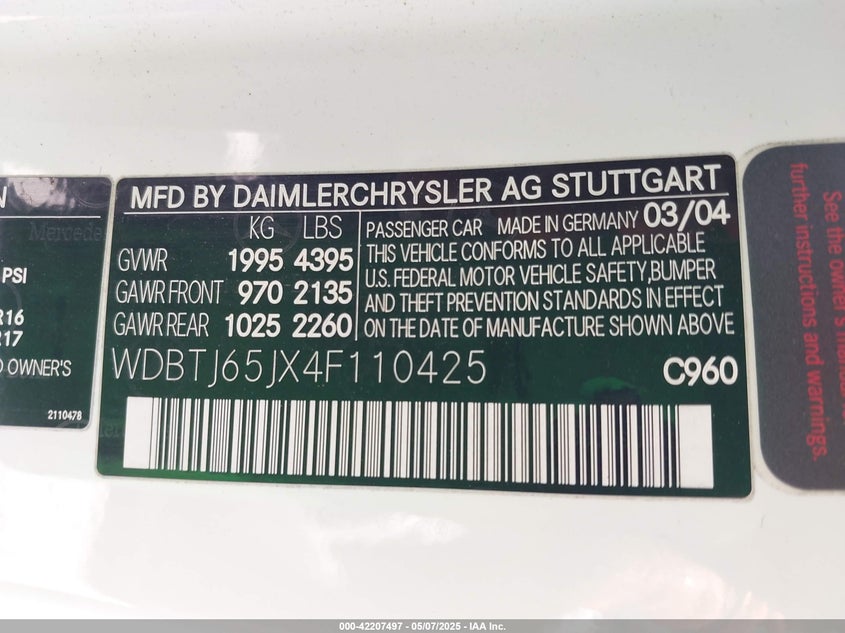 MFD BY DAIMLERCHRYSLER AG STUTTGART
KG LBS
GVWR 1995 4395
GAWR FRONT 970 2135
GAWR REAR 1025 2260
PASSENGER CAR MADE IN GERMANY 03/04
THIS VEHICLE CONFORMS TO ALL APPLICABLE
U.S. FEDERAL MOTOR VEHICLE SAFETY,BUMPER
AND THEFT PREVENTION STANDARDS IN EFFECT
ON THE DATE OF MANUFACTURE SHOWN ABOVE
WDBTJ65JX4F110425 C960
PSI
R16
R17
OWNER'S
2110478
See the owner's
further instructions and warnings.
000-42207497 - 05/07/2025 - IAA Inc.